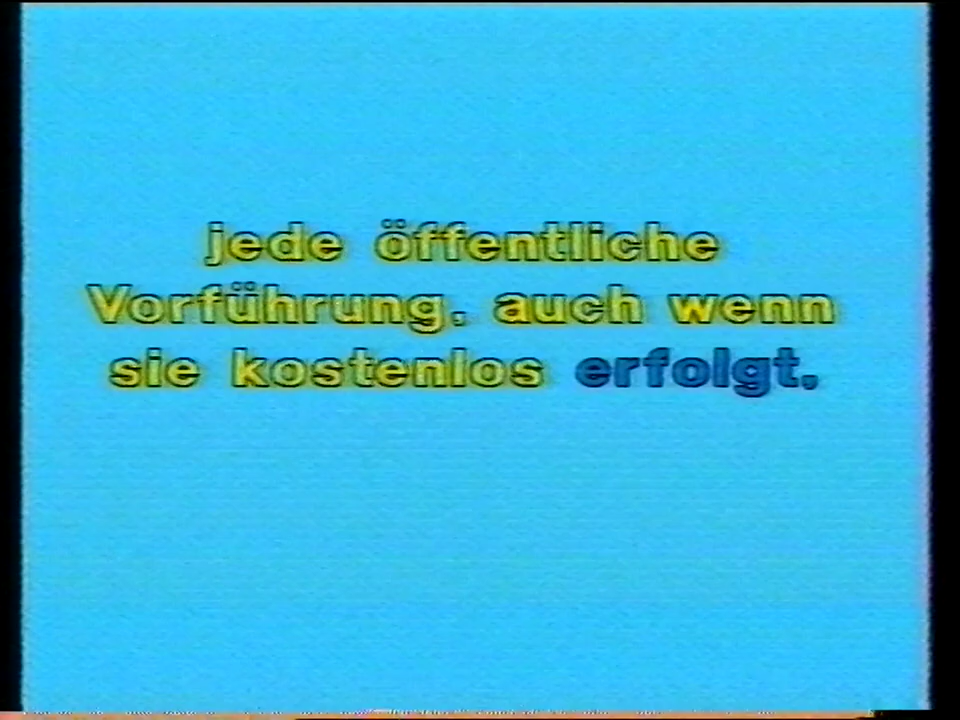 jede öffentliche
Vorführung, auch wenn
sie kostenlos erfolgt,